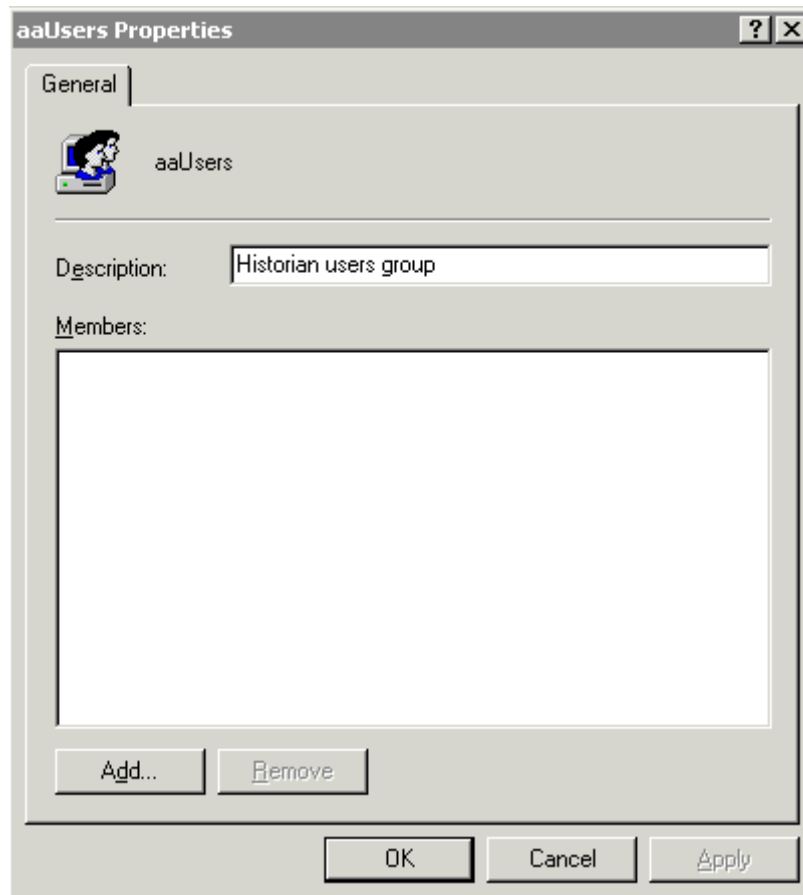 aaUsers Properties
General
aaUsers
Description: Historian users group
Members:
Add... Remove
OK Cancel Apply